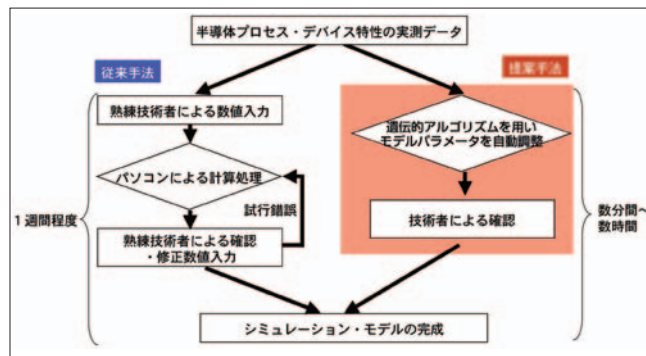 半導体プロセス・デバイス特性の実測データ
従来手法
提案手法
熟練技術者による数値入力
遺伝的アルゴリズムを用い
モデルパラメータを自動調整
パソコンによる計算処理
試行錯誤
1週間程度
技術者による確認
数分間〜
数時間
熟練技術者による確認
・修正数値入力
シミュレーション・モデルの完成